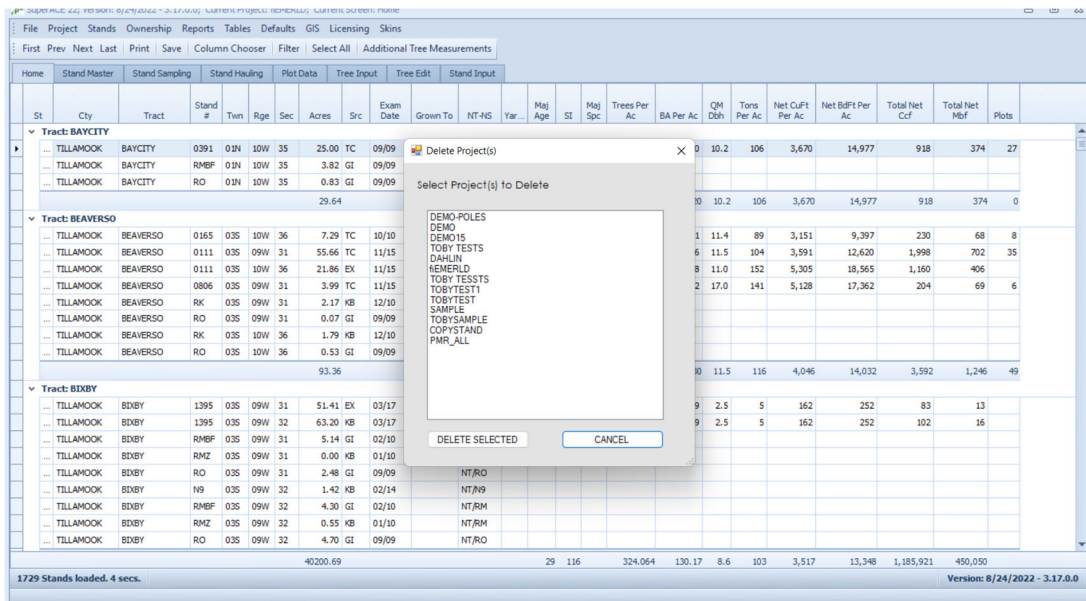 SuperACE 22; Version: 8/24/2022 - 3.17.0.0; Current Project: fiEMERLD; Current Screen: Home
File Project Stands Ownership Reports Tables Defaults GIS Licensing Skins
First Prev Next Last Print Save Column Chooser Filter Select All Additional Tree Measurements
Home Stand Master Stand Sampling Stand Hauling Plot Data Tree Input Tree Edit Stand Input
St Cty Tract Stand # Twn Rge Sec Acres Src Exam Date Grown To NT-NS Yar... Maj Age SI Maj Spc Trees Per Ac BA Per Ac QM Dbh Tons Per Ac Net CuFt Per Ac Net BdFt Per Ac Total Net Ccf Total Net Mbf Plots
Tract: BAYCITY
... TILLAMOOK BAYCITY 0391 01N 10W 35 25.00 TC 09/09 0 10.2 106 3,670 14,977 918 374 27
... TILLAMOOK BAYCITY RMBF 01N 10W 35 3.82 GI 09/09
... TILLAMOOK BAYCITY RO 01N 10W 35 0.83 GI 09/09
29.64 20 10.2 106 3,670 14,977 918 374 0
Tract: BEAVERSO
... TILLAMOOK BEAVERSO 0165 03S 10W 36 7.29 TC 10/10 1 11.4 89 3,151 9,397 230 68 8
... TILLAMOOK BEAVERSO 0111 03S 09W 31 55.66 TC 11/15 6 11.5 104 3,591 12,620 1,998 702 35
... TILLAMOOK BEAVERSO 0111 03S 10W 36 21.86 EX 11/15 8 11.0 152 5,305 18,565 1,160 406
... TILLAMOOK BEAVERSO 0806 03S 09W 31 3.99 TC 11/15 2 17.0 141 5,128 17,362 204 69 6
... TILLAMOOK BEAVERSO RK 03S 09W 31 2.17 KB 12/10
... TILLAMOOK BEAVERSO RO 03S 09W 31 0.07 GI 09/09
... TILLAMOOK BEAVERSO RK 03S 10W 36 1.79 KB 12/10
... TILLAMOOK BEAVERSO RO 03S 10W 36 0.53 GI 09/09
93.36 11.5 116 4,046 14,032 3,592 1,246 49
Tract: BIXBY
... TILLAMOOK BIXBY 1395 03S 09W 31 51.41 EX 03/17 9 2.5 5 162 252 83 13
... TILLAMOOK BIXBY 1395 03S 09W 32 63.20 KB 03/17 9 2.5 5 162 252 102 16
... TILLAMOOK BIXBY RMBF 03S 09W 31 5.14 GI 02/10
... TILLAMOOK BIXBY RMZ 03S 09W 31 0.00 KB 01/10
... TILLAMOOK BIXBY RO 03S 09W 31 2.48 GI 09/09 NT/RO
... TILLAMOOK BIXBY N9 03S 09W 32 1.42 KB 02/14 NT/N9
... TILLAMOOK BIXBY RMBF 03S 09W 32 4.30 GI 02/10 NT/RM
... TILLAMOOK BIXBY RMZ 03S 09W 32 0.55 KB 01/10 NT/RM
... TILLAMOOK BIXBY RO 03S 09W 32 4.70 GI 09/09 NT/RO
40200.69 29 116 324.064 130.17 8.6 103 3,517 13,348 1,185,921 450,050
1729 Stands loaded. 4 secs. Version: 8/24/2022 - 3.17.0.0
Delete Project(s)
Select Project(s) to Delete
DEMO-POLES
DEMO
DEMO15
TOBY TESTS
DAHLIN
fiEMERLD
TOBY TESSTS
TOBYTEST1
TOBYTEST
SAMPLE
TOBYSAMPLE
COPYSTAND
PMR_ALL
DELETE SELECTED CANCEL